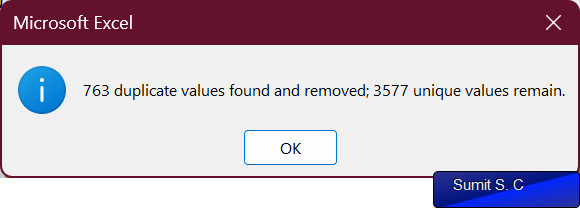 Microsoft Excel
763 duplicate values found and removed; 3577 unique values remain.
OK
Sumit S. C